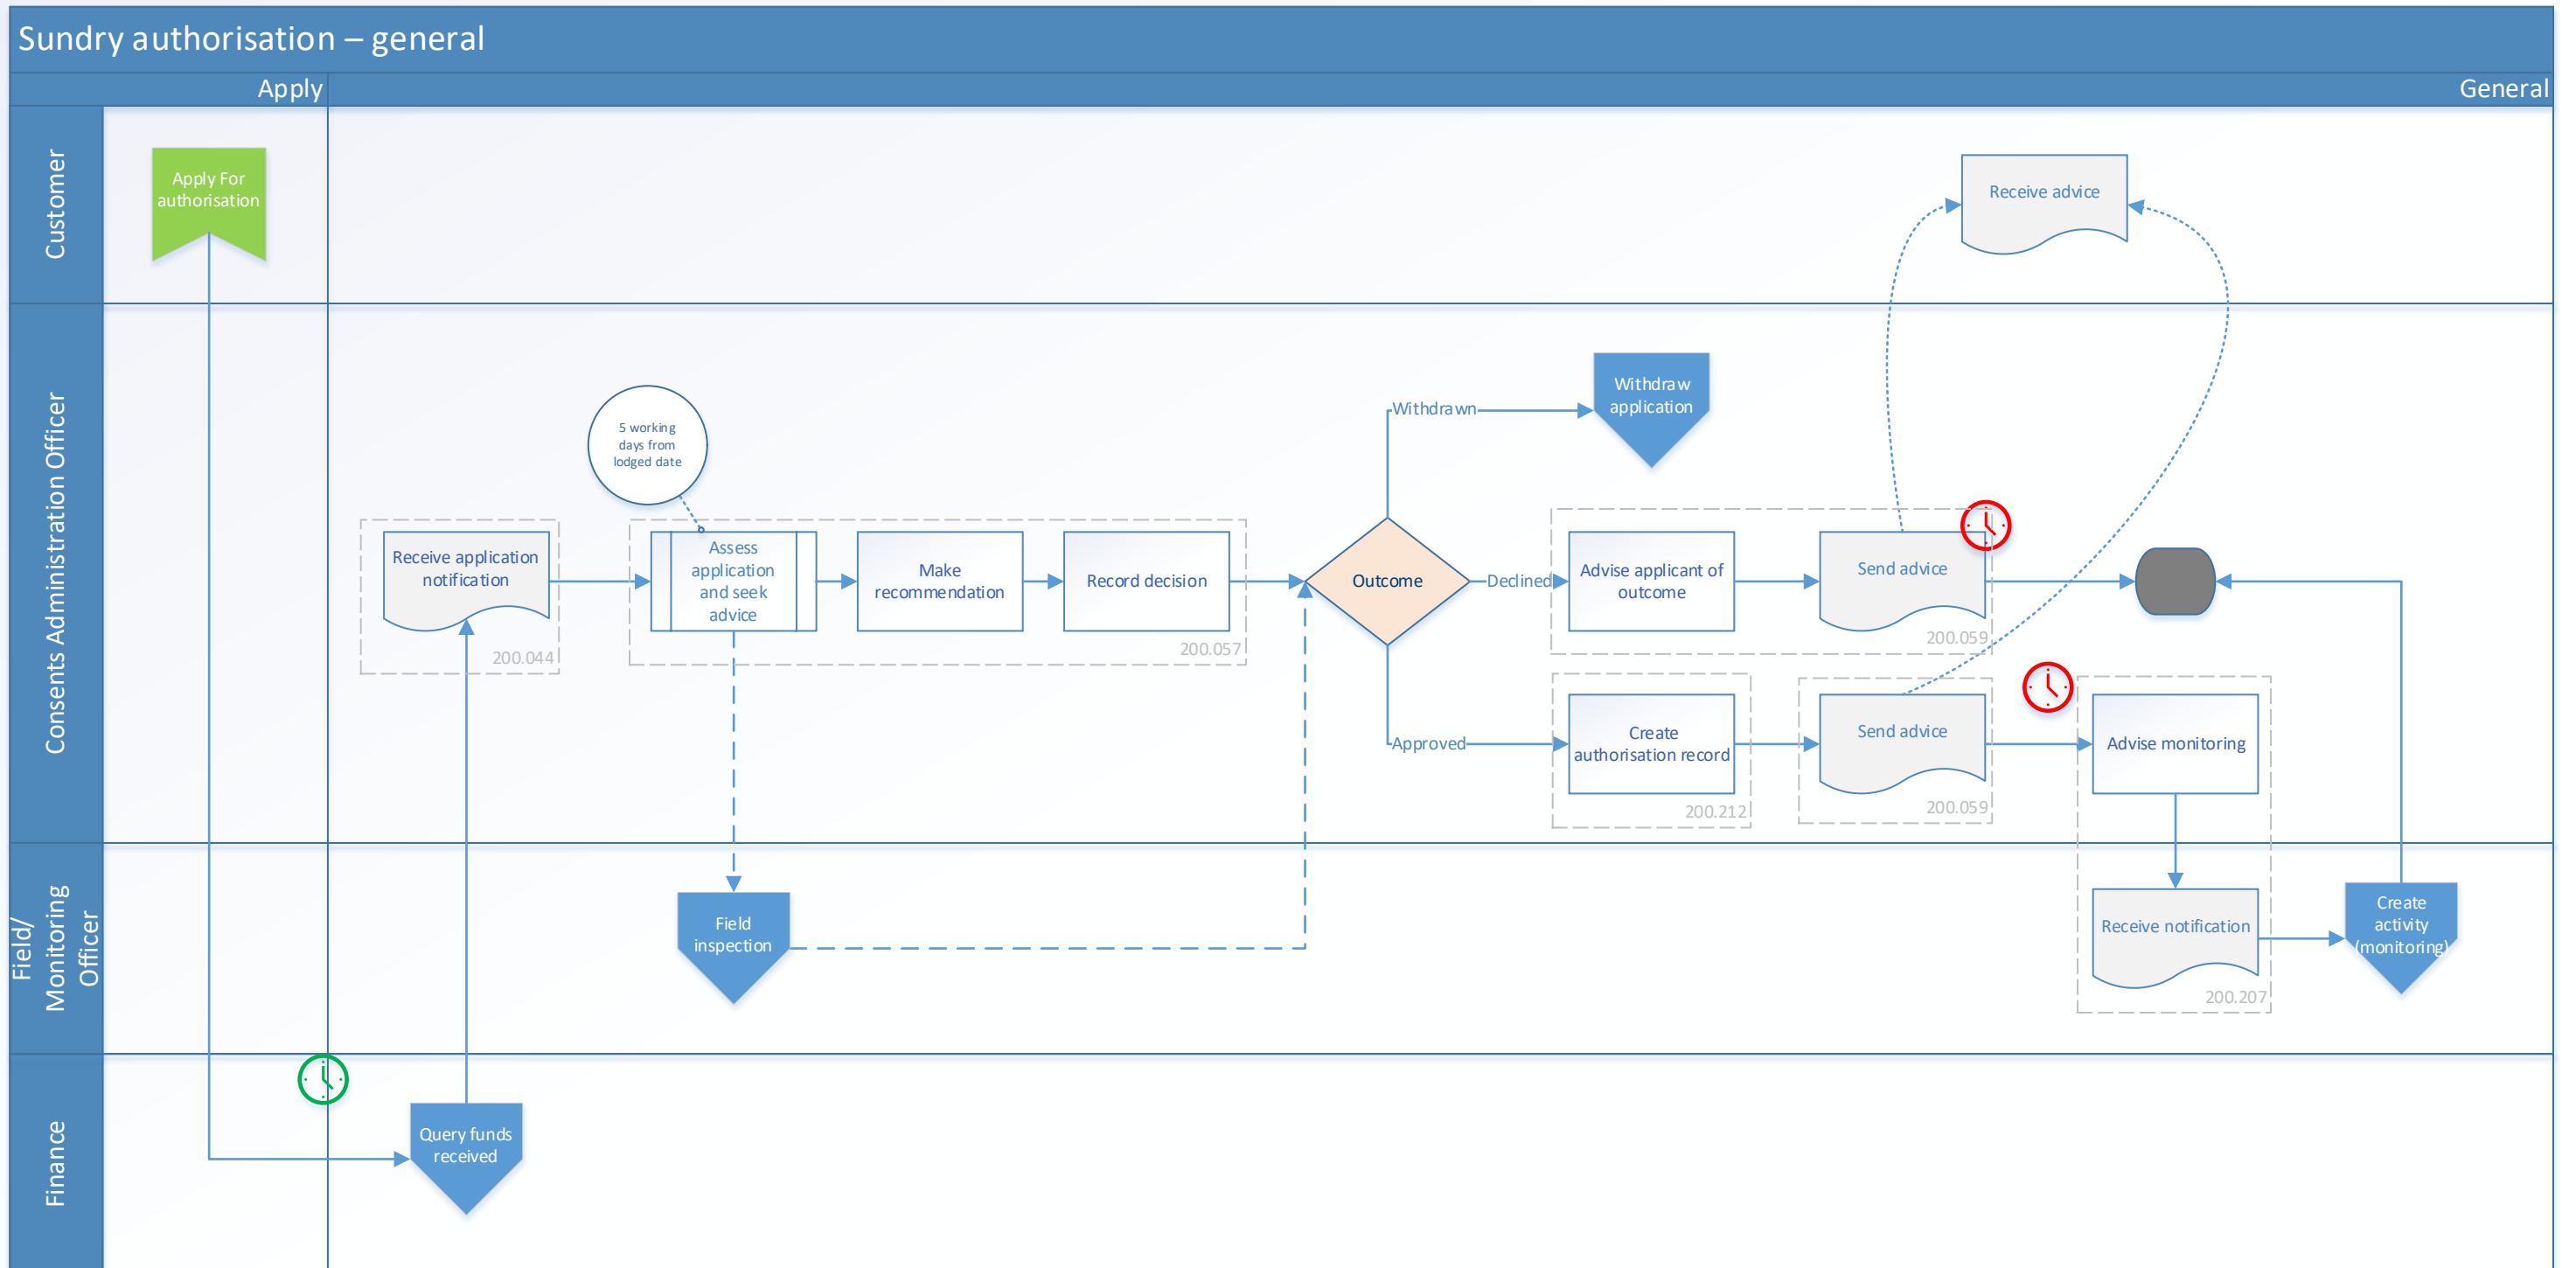 Sundry authorisation – general
Apply
General
Customer
Apply For
authorisation
Receive advice
Consents Administration Officer
5 working
days from
lodged date
Receive application
notification
200.044
Assess
application
and seek
advice
Make
recommendation
Record decision
200.057
Outcome
Withdrawn
Withdraw
application
Declined
Advise applicant of
outcome
Send advice
200.059
Approved
Create
authorisation record
200.212
Send advice
200.059
Advise monitoring
Field/
Monitoring
Officer
Field
inspection
Receive notification
200.207
Create
activity
(monitoring)
Finance
Query funds
received